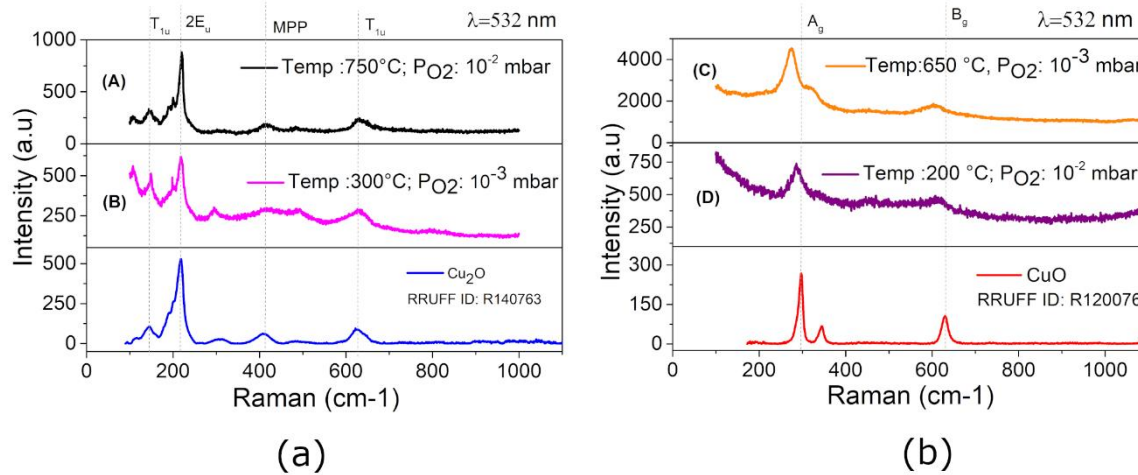 T1u 2Eu MPP T1u λ=532 nm
1000
500
0
(A)
Temp :750°C; PO2: 10-2 mbar
500
250
(B)
Temp :300°C; PO2: 10-3 mbar
500
250
0
Cu2O
RRUFF ID: R140763
Intensity (a.u)
0 200 400 600 800 1000
Raman (cm-1)
(a)
Ag Bg λ=532 nm
4000
2000
0
(C)
Temp:650 °C, PO2: 10-3 mbar
750
500
250
(D)
Temp :200 °C; PO2: 10-2 mbar
300
150
0
CuO
RRUFF ID: R120076
Intensity (a.u)
0 200 400 600 800 1000
Raman (cm-1)
(b)